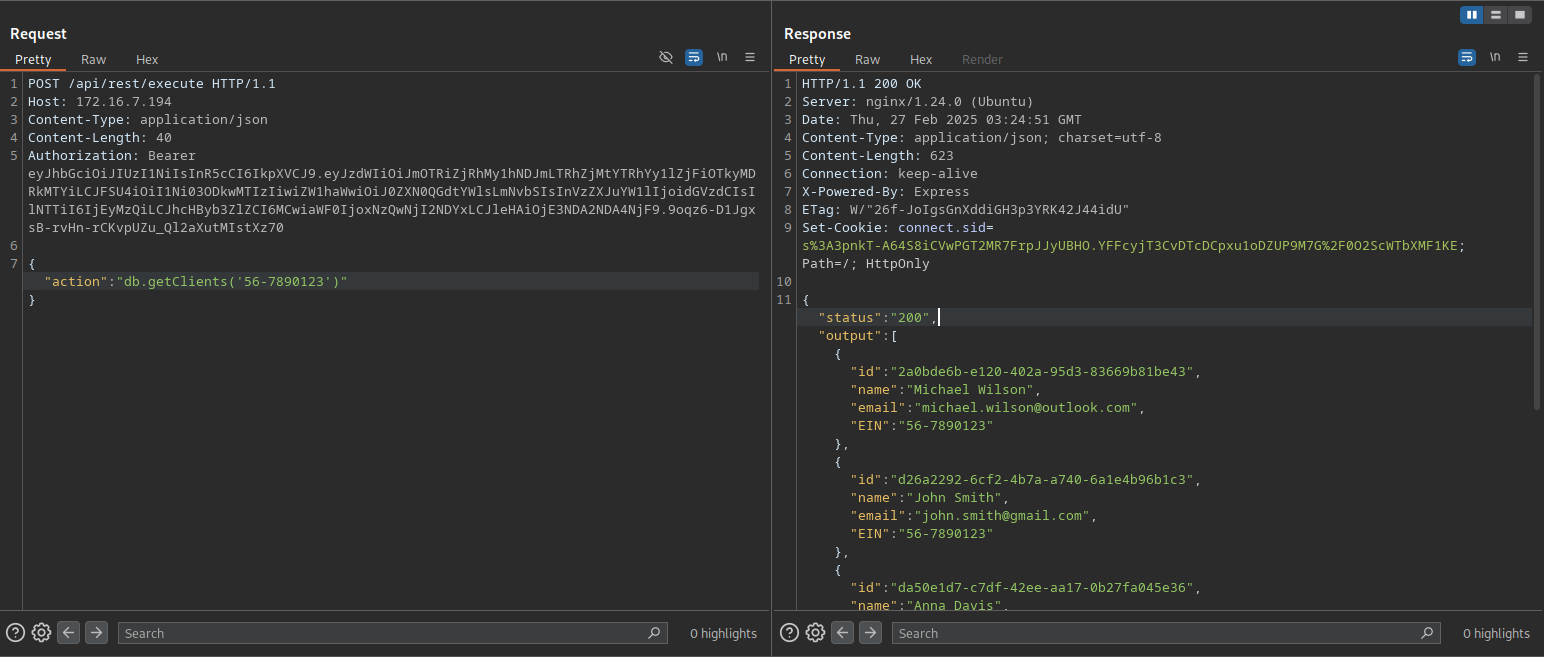 Request
Pretty Raw Hex
\n
1 POST /api/rest/execute HTTP/1.1
2 Host: 172.16.7.194
3 Content-Type: application/json
4 Content-Length: 40
5 Authorization: Bearer
eyJhbGciOiJIUzI1NiIsInR5cCI6IkpXVCJ9.eyJzdWIiOiJmOTRiZjRhMy1hNDJmLTRhZjMtYTRhYy1lZjFiOTkyMD
RkMTYiLCJFSU4iOiI1Ni03ODkwMTIzIiwiZW1haWwiOiJ0ZXN0QGdtYWlsLmNvbSIsInVzZXJuYW1lIjoidGVzdCIsI
lNTTiI6IjEyMzQiLCJhcHByb3ZlZCI6MCwiaWF0IjoxNzQwNjI2NDYxLCJleHAiOjE3NDA2NDA4NjF9.9oqz6-D1Jgx
sB-rvHn-rCKvpUZu_Ql2aXutMIstXz70
6
7 {
"action":"db.getClients('56-7890123')"
}
Search
0 highlights
Response
Pretty Raw Hex Render
\n
1 HTTP/1.1 200 OK
2 Server: nginx/1.24.0 (Ubuntu)
3 Date: Thu, 27 Feb 2025 03:24:51 GMT
4 Content-Type: application/json; charset=utf-8
5 Content-Length: 623
6 Connection: keep-alive
7 X-Powered-By: Express
8 ETag: W/"26f-JoIgsGnXddiGH3p3YRK42J44idU"
9 Set-Cookie: connect.sid=
s%3A3pnkT-A64S8iCVwPGT2MR7FrpJJyUBHO.YFFcyjT3CvDTcDCpxu1oDZUP9M7G%2F0O2ScWTbXMF1KE;
Path=/; HttpOnly
10
11 {
"status":"200",
"output":[
{
"id":"2a0bde6b-e120-402a-95d3-83669b81be43",
"name":"Michael Wilson",
"email":"michael.wilson@outlook.com",
"EIN":"56-7890123"
},
{
"id":"d26a2292-6cf2-4b7a-a740-6a1e4b96b1c3",
"name":"John Smith",
"email":"john.smith@gmail.com",
"EIN":"56-7890123"
},
{
"id":"da50e1d7-c7df-42ee-aa17-0b27fa045e36",
"name":"Anna Davis",
Search
0 highlights